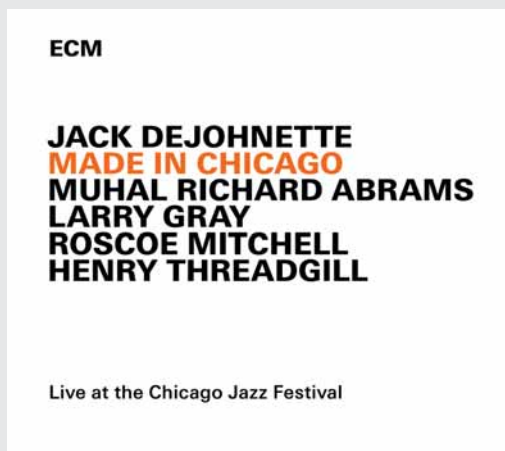 ECM
JACK DEJOHNETTE
MADE IN CHICAGO
MUHAL RICHARD ABRAMS
LARRY GRAY
ROSCOE MITCHELL
HENRY THREADGILL
Live at the Chicago Jazz Festival